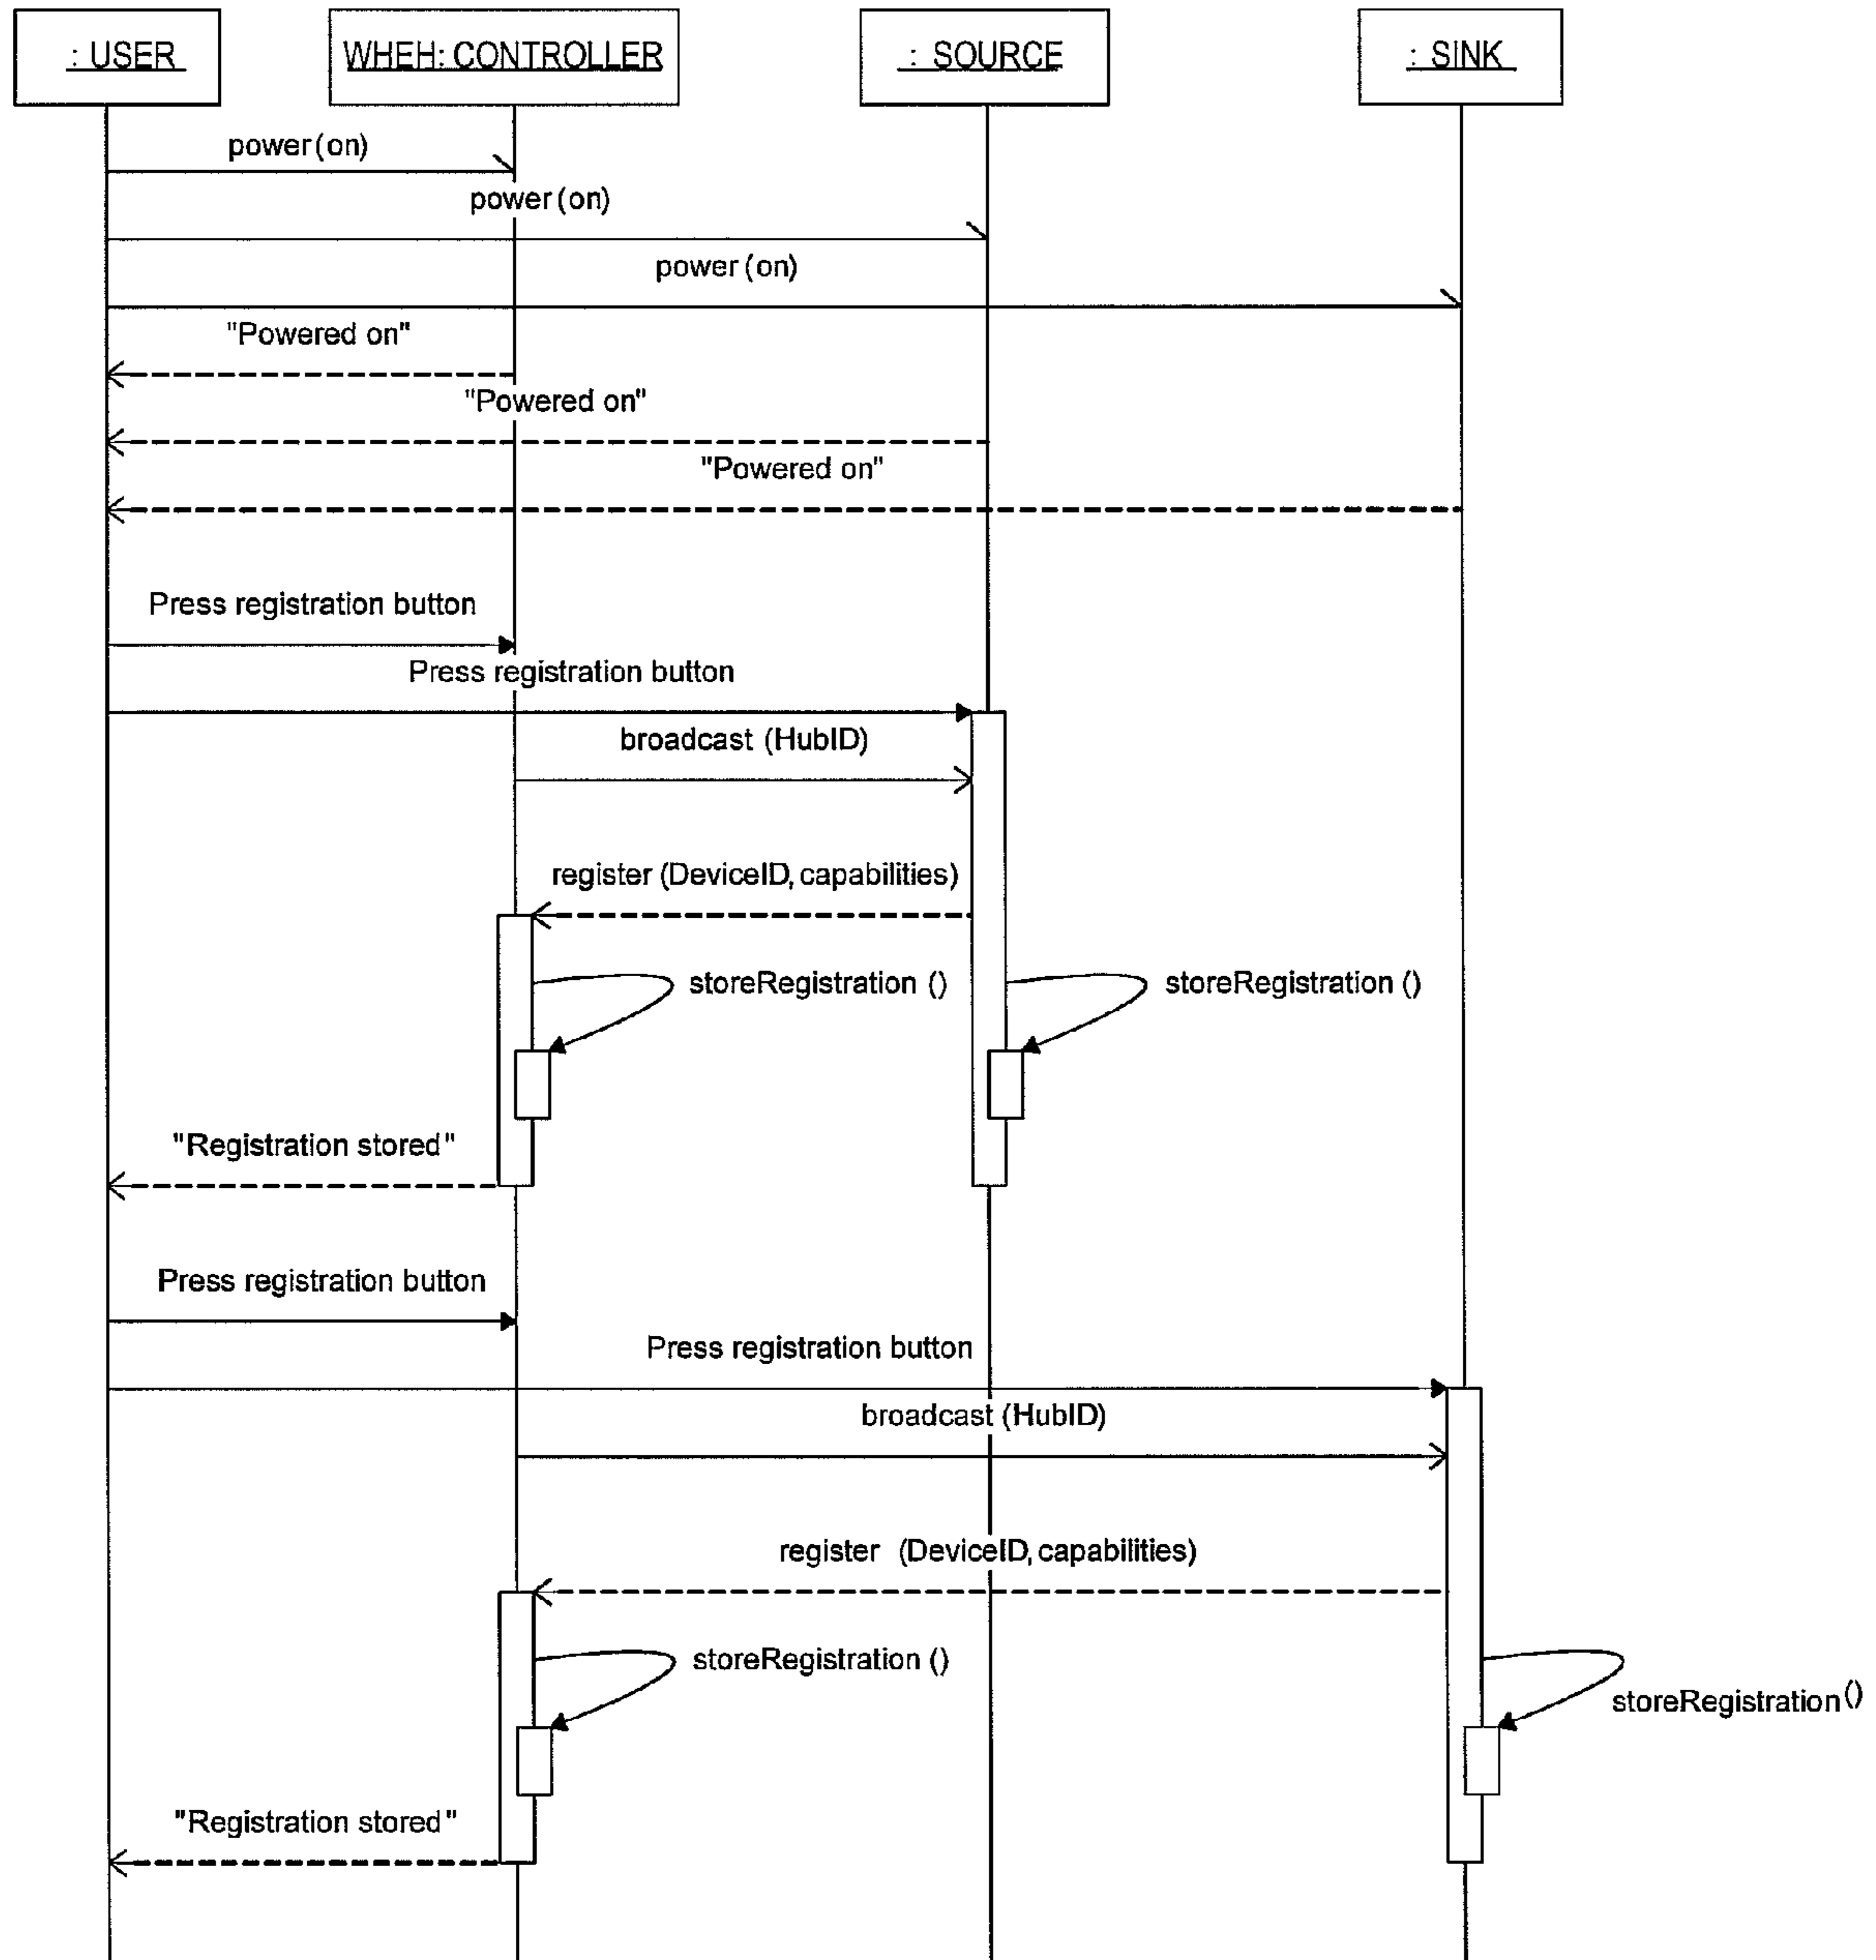 : USER
WHEH: CONTROLLER
: SOURCE
: SINK
power (on)
power (on)
power (on)
"Powered on"
"Powered on"
"Powered on"
Press registration button
Press registration button
broadcast (HubID)
register (DeviceID, capabilities)
storeRegistration ()
storeRegistration ()
"Registration stored"
Press registration button
Press registration button
broadcast (HubID)
register (DeviceID, capabilities)
storeRegistration ()
storeRegistration ()
"Registration stored"